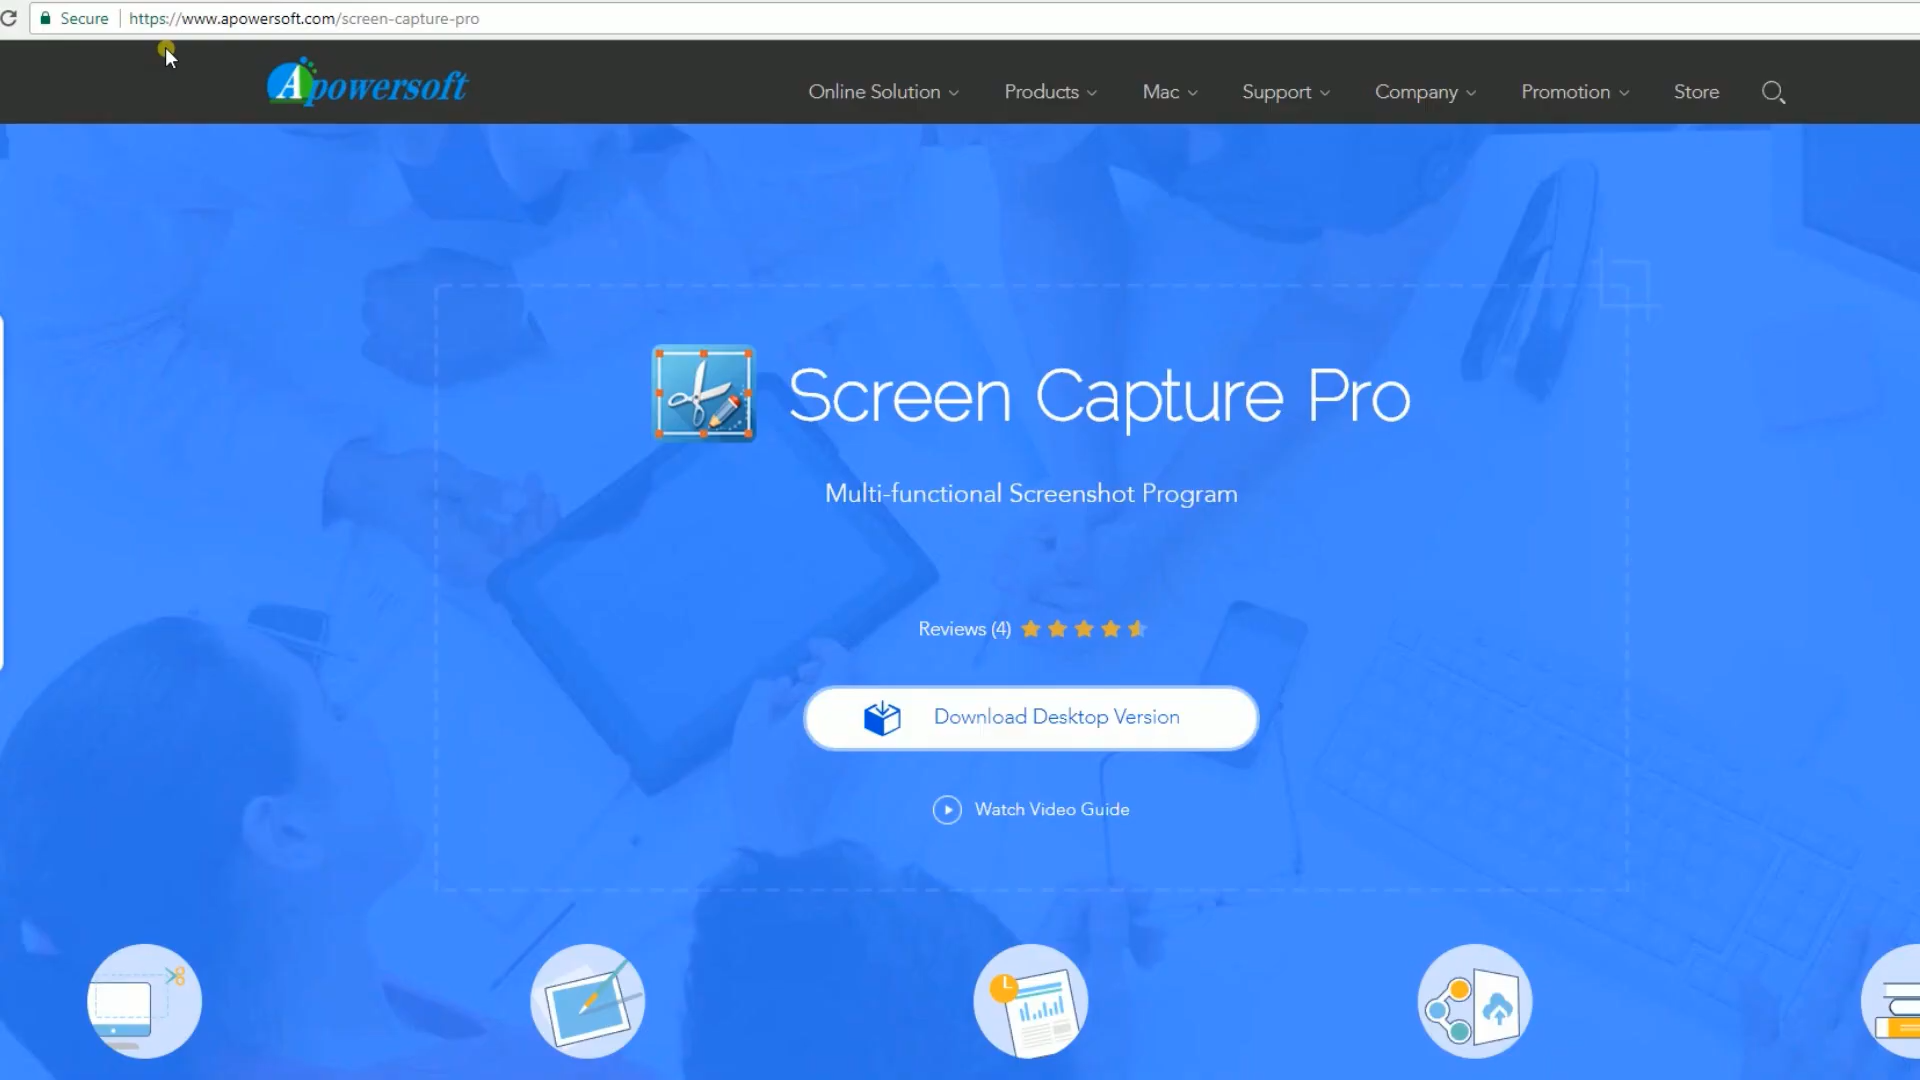 Secure https://www.apowersoft.com/screen-capture-pro
Apowersoft
Online Solution Products Mac Support Company Promotion Store
Screen Capture Pro
Multi-functional Screenshot Program
Reviews (4)
Download Desktop Version
Watch Video Guide